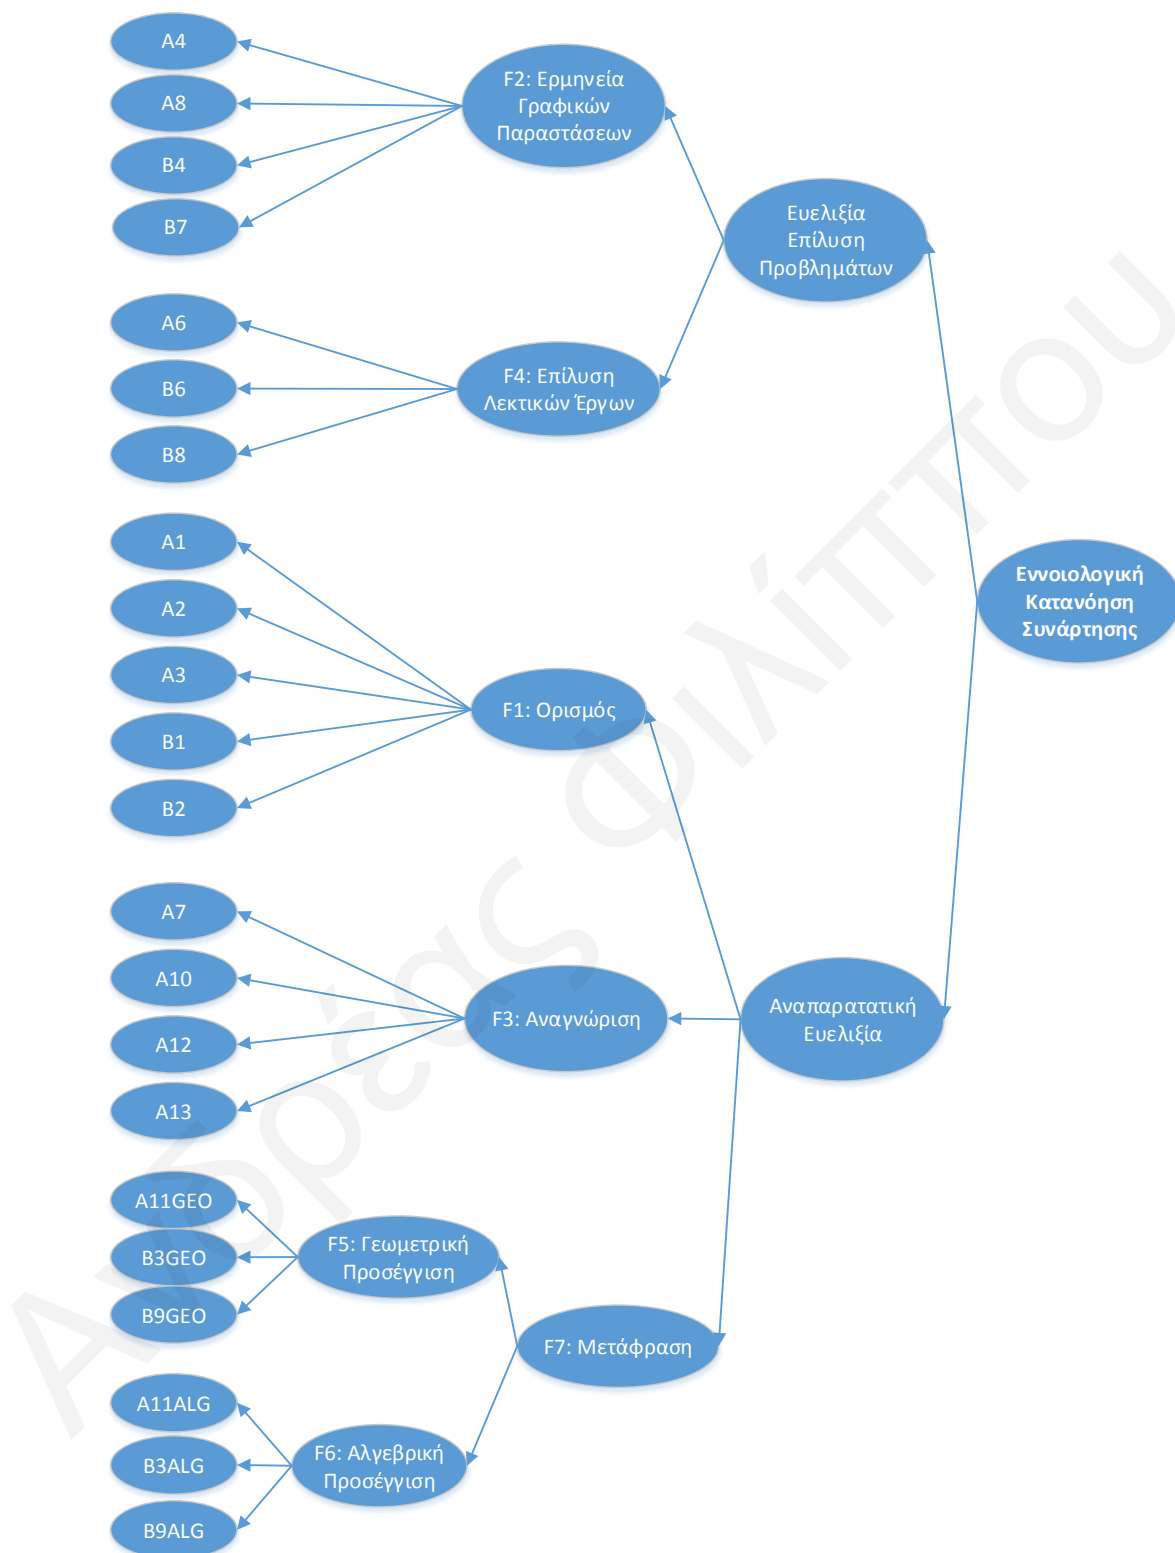 A4
A8
B4
B7
F2: Ερμηνεία
Γραφικών
Παραστάσεων
Ευελιξία
Επίλυση
Προβλημάτων
A6
B6
B8
F4: Επίλυση
Λεκτικών Έργων
Εννοιολογική
Κατανόηση
Συνάρτησης
A1
A2
A3
B1
B2
F1: Ορισμός
A7
A10
A12
A13
F3: Αναγνώριση
Αναπαρατατική
Ευελιξία
A11GEO
B3GEO
B9GEO
F5: Γεωμετρική
Προσέγγιση
F7: Μετάφραση
A11ALG
B3ALG
B9ALG
F6: Αλγεβρική
Προσέγγιση
Ανδρέας Φιλίππου